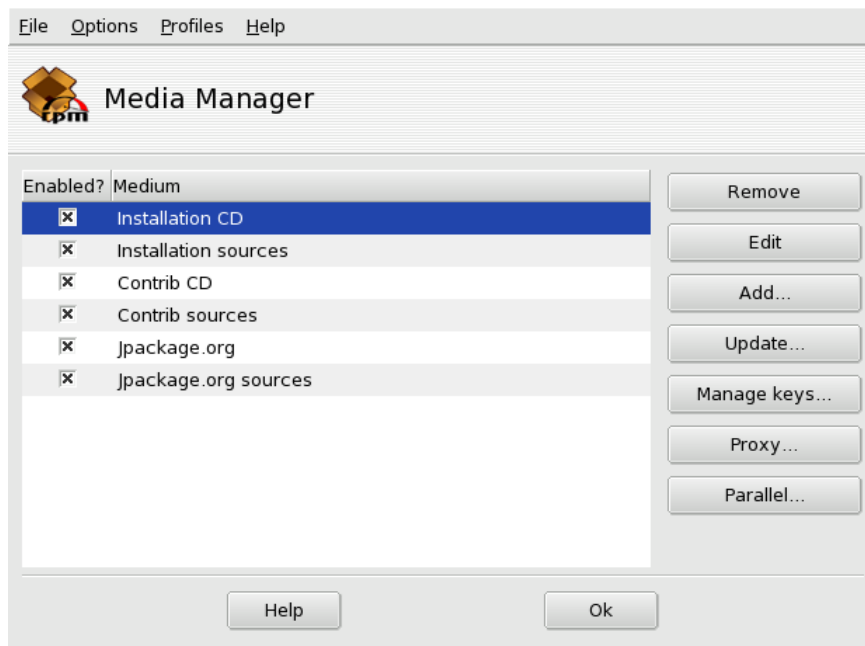 File Options Profiles Help
rpm
Media Manager
Enabled? Medium
Installation CD
Installation sources
Contrib CD
Contrib sources
Jpackage.org
Jpackage.org sources
Remove
Edit
Add...
Update...
Manage keys...
Proxy...
Parallel...
Help
Ok